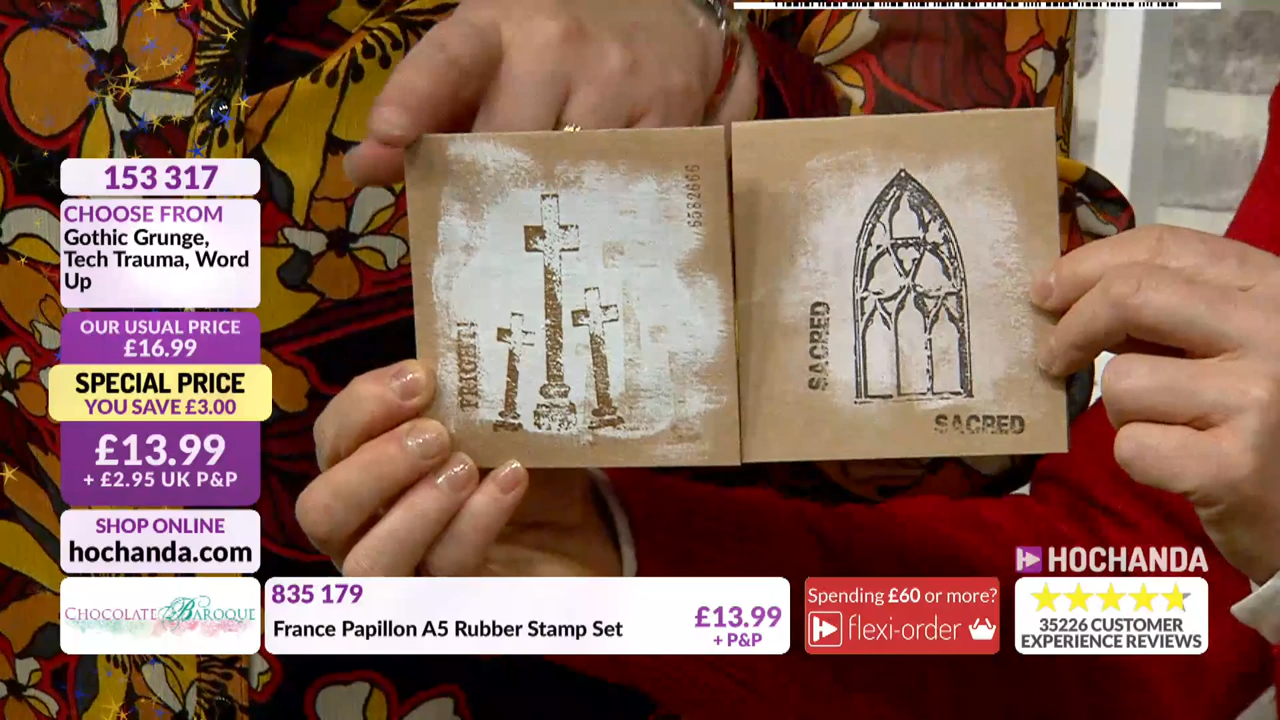 153 317
CHOOSE FROM
Gothic Grunge,
Tech Trauma, Word
Up
OUR USUAL PRICE
£16.99
SPECIAL PRICE
YOU SAVE £3.00
£13.99
+ £2.95 UK P&P
SHOP ONLINE
hochanda.com
CHOCOLATE BAROQUE
835 179
France Papillon A5 Rubber Stamp Set
£13.99
+ P&P
Spending £60 or more?
flexi-order
HOCHANDA
35226 CUSTOMER
EXPERIENCE REVIEWS
6582666
SACRED
SACRED